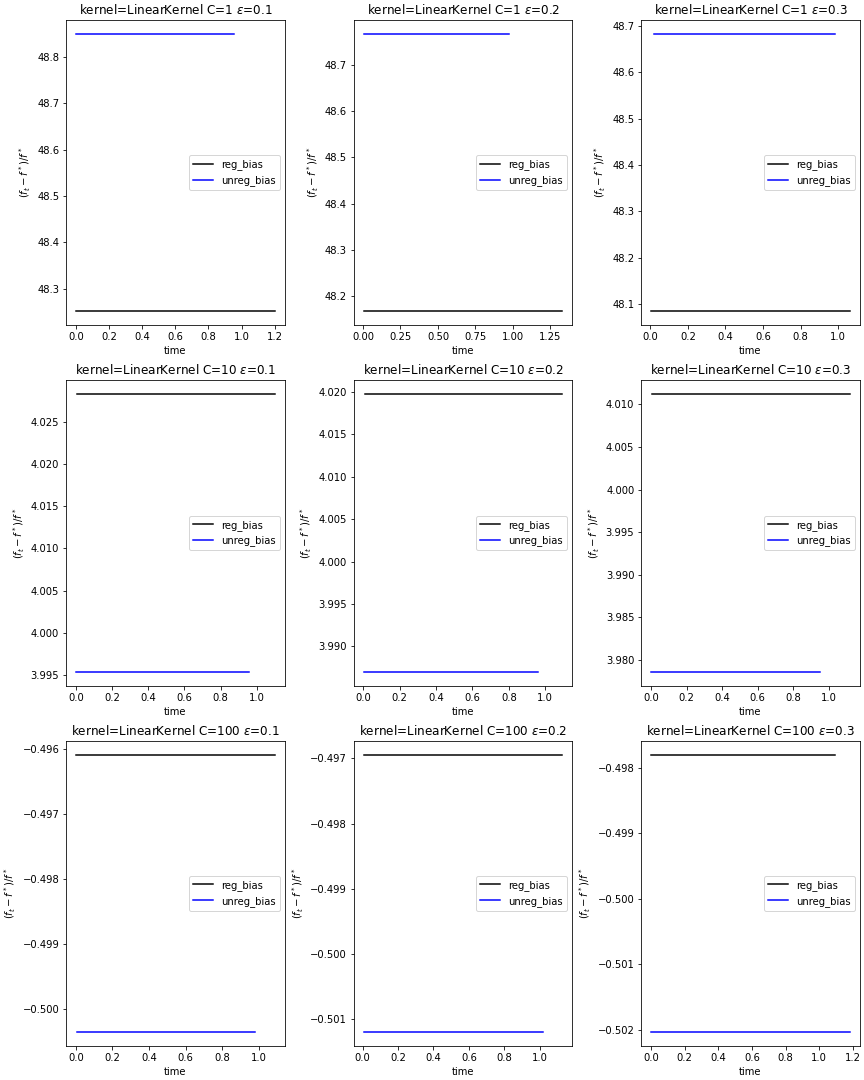 kernel=LinearKernel C=1 ε=0.1
48.8
48.7
48.6
48.5
48.4
48.3
(f_t − f*)/f*
reg_bias
unreg_bias
0.0 0.2 0.4 0.6 0.8 1.0 1.2
time
kernel=LinearKernel C=1 ε=0.2
48.7
48.6
48.5
48.4
48.3
48.2
(f_t − f*)/f*
reg_bias
unreg_bias
0.00 0.25 0.50 0.75 1.00 1.25
time
kernel=LinearKernel C=1 ε=0.3
48.7
48.6
48.5
48.4
48.3
48.2
48.1
(f_t − f*)/f*
reg_bias
unreg_bias
0.0 0.2 0.4 0.6 0.8 1.0
time
kernel=LinearKernel C=10 ε=0.1
4.025
4.020
4.015
4.010
4.005
4.000
3.995
(f_t − f*)/f*
reg_bias
unreg_bias
0.0 0.2 0.4 0.6 0.8 1.0
time
kernel=LinearKernel C=10 ε=0.2
4.020
4.015
4.010
4.005
4.000
3.995
3.990
(f_t − f*)/f*
reg_bias
unreg_bias
0.0 0.2 0.4 0.6 0.8 1.0
time
kernel=LinearKernel C=10 ε=0.3
4.010
4.005
4.000
3.995
3.990
3.985
3.980
(f_t − f*)/f*
reg_bias
unreg_bias
0.0 0.2 0.4 0.6 0.8 1.0
time
kernel=LinearKernel C=100 ε=0.1
−0.496
−0.497
−0.498
−0.499
−0.500
(f_t − f*)/f*
reg_bias
unreg_bias
0.0 0.2 0.4 0.6 0.8 1.0
time
kernel=LinearKernel C=100 ε=0.2
−0.497
−0.498
−0.499
−0.500
−0.501
(f_t − f*)/f*
reg_bias
unreg_bias
0.0 0.2 0.4 0.6 0.8 1.0
time
kernel=LinearKernel C=100 ε=0.3
−0.498
−0.499
−0.500
−0.501
−0.502
(f_t − f*)/f*
reg_bias
unreg_bias
0.0 0.2 0.4 0.6 0.8 1.0 1.2
time